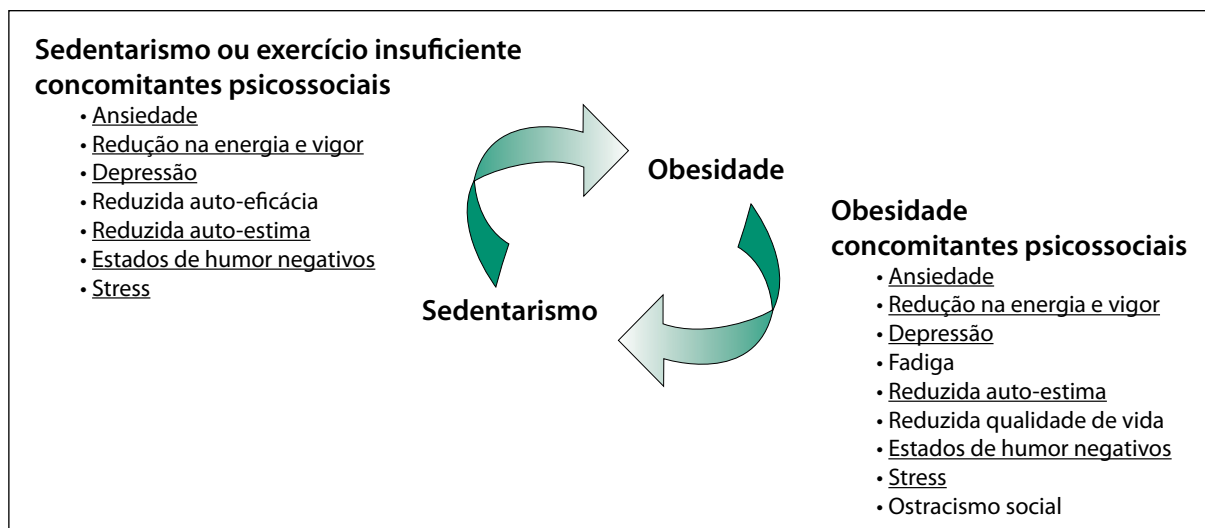 Sedentarismo ou exercício insuficiente
concomitantes psicossociais
• Ansiedade
• Redução na energia e vigor
• Depressão
• Reduzida auto-eficácia
• Reduzida auto-estima
• Estados de humor negativos
• Stress
Obesidade
Sedentarismo
Obesidade
concomitantes psicossociais
• Ansiedade
• Redução na energia e vigor
• Depressão
• Fadiga
• Reduzida auto-estima
• Reduzida qualidade de vida
• Estados de humor negativos
• Stress
• Ostracismo social